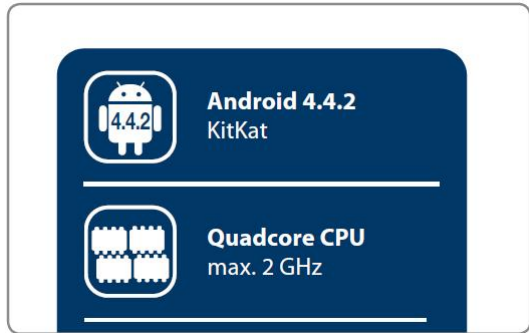 4.4.2
Android 4.4.2
KitKat
Quadcore CPU
max. 2 GHz